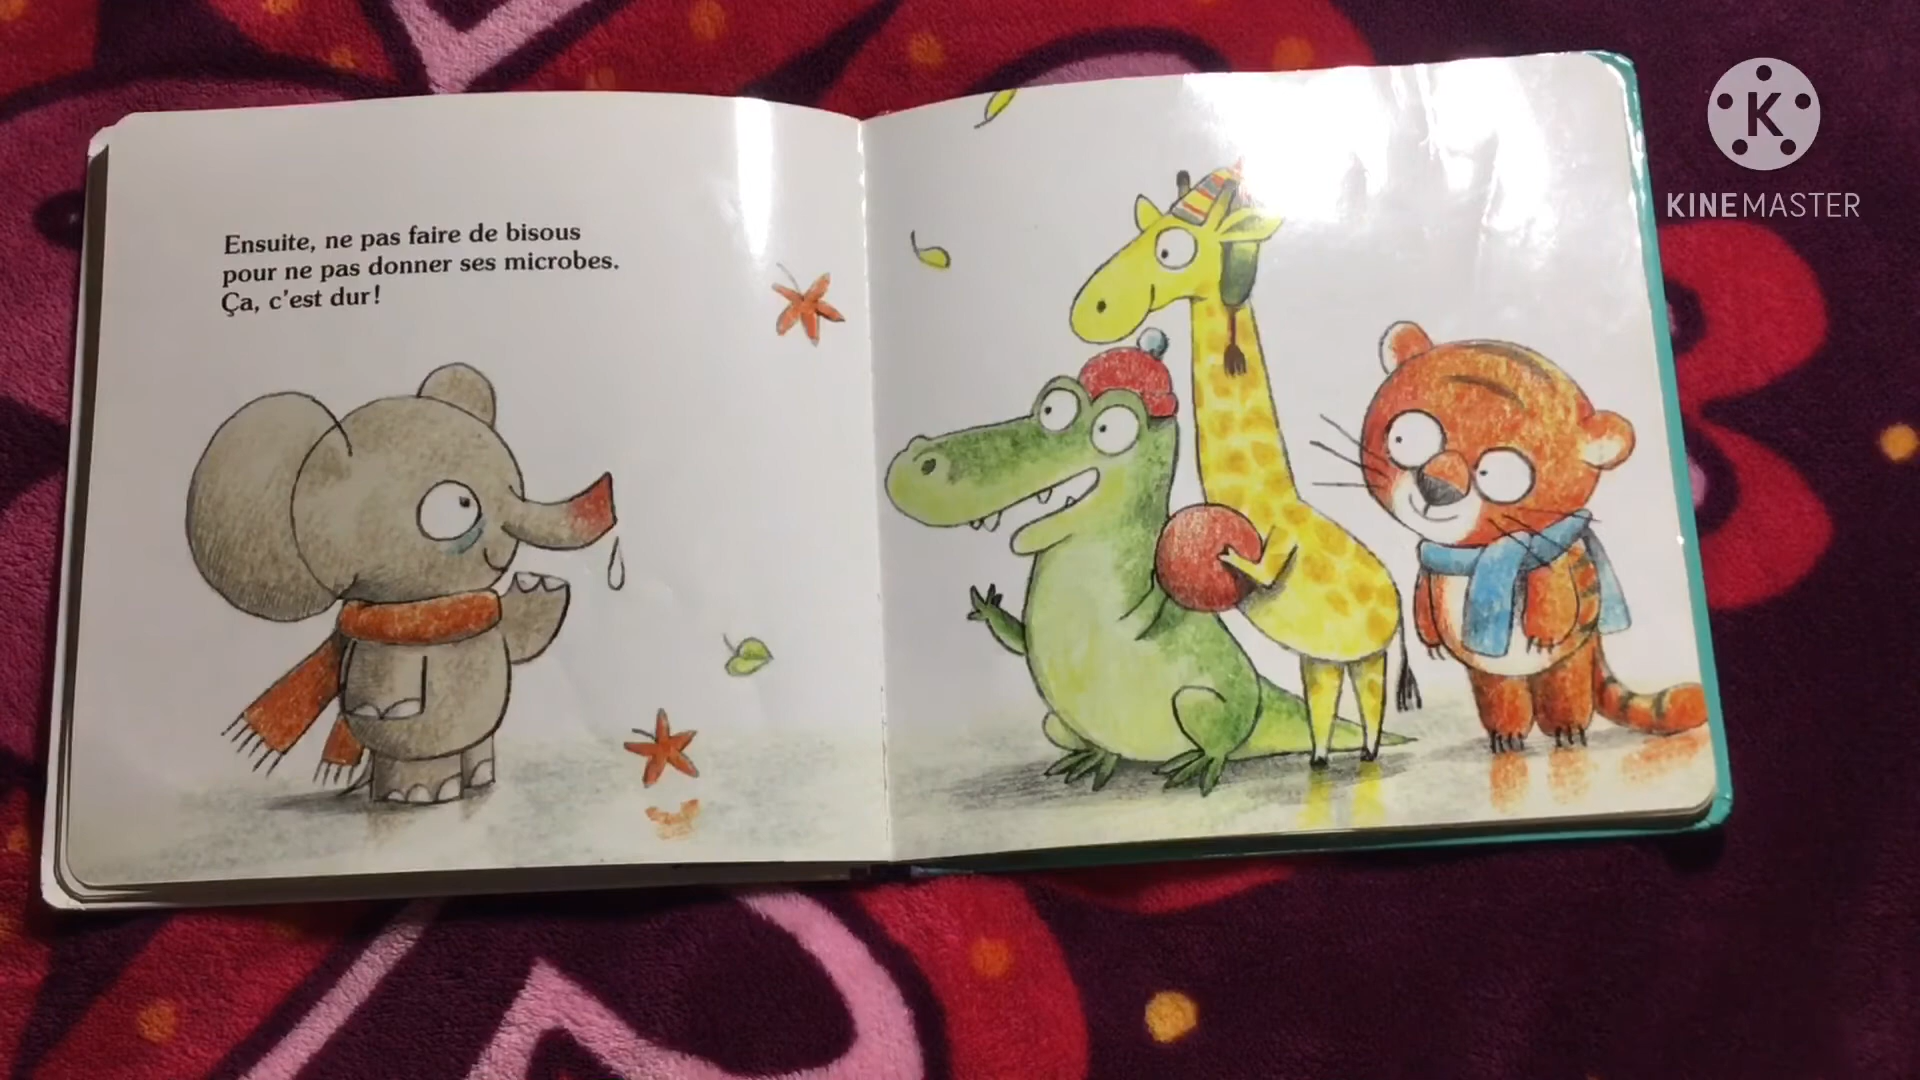 Ensuite, ne pas faire de bisous
pour ne pas donner ses microbes.
Ça, c'est dur!
K
KINEMASTER